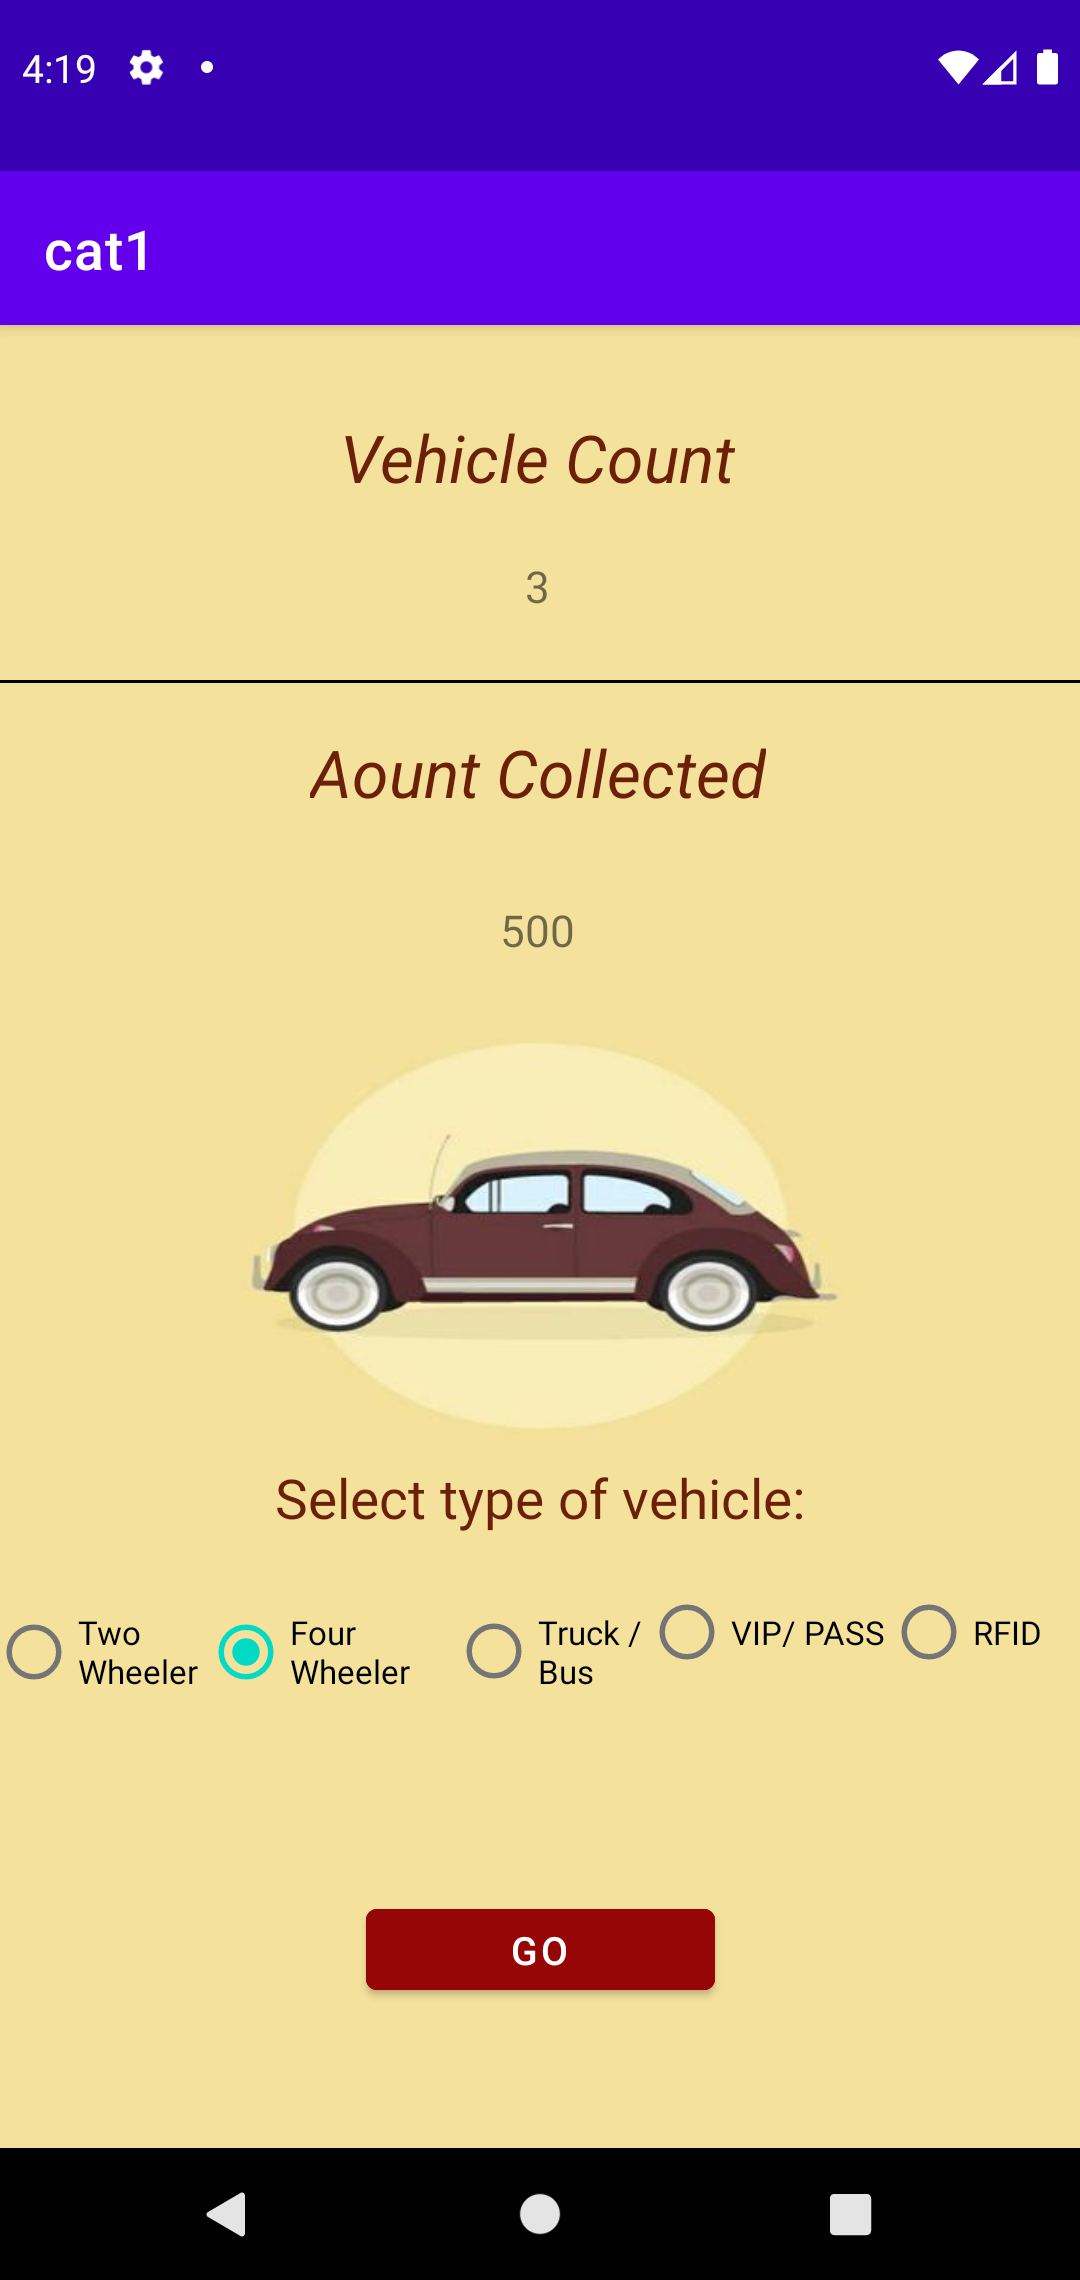 4:19
cat1
Vehicle Count
3
Aount Collected
500
Select type of vehicle:
Two
Wheeler
Four
Wheeler
Truck /
Bus
VIP/ PASS
RFID
GO